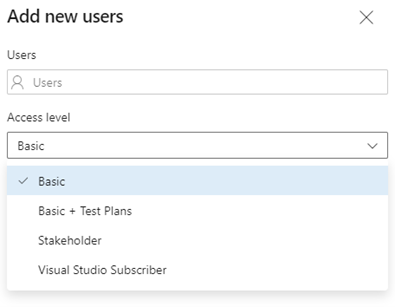 Add new users
Users
Users
Access level
Basic
Basic
Basic + Test Plans
Stakeholder
Visual Studio Subscriber